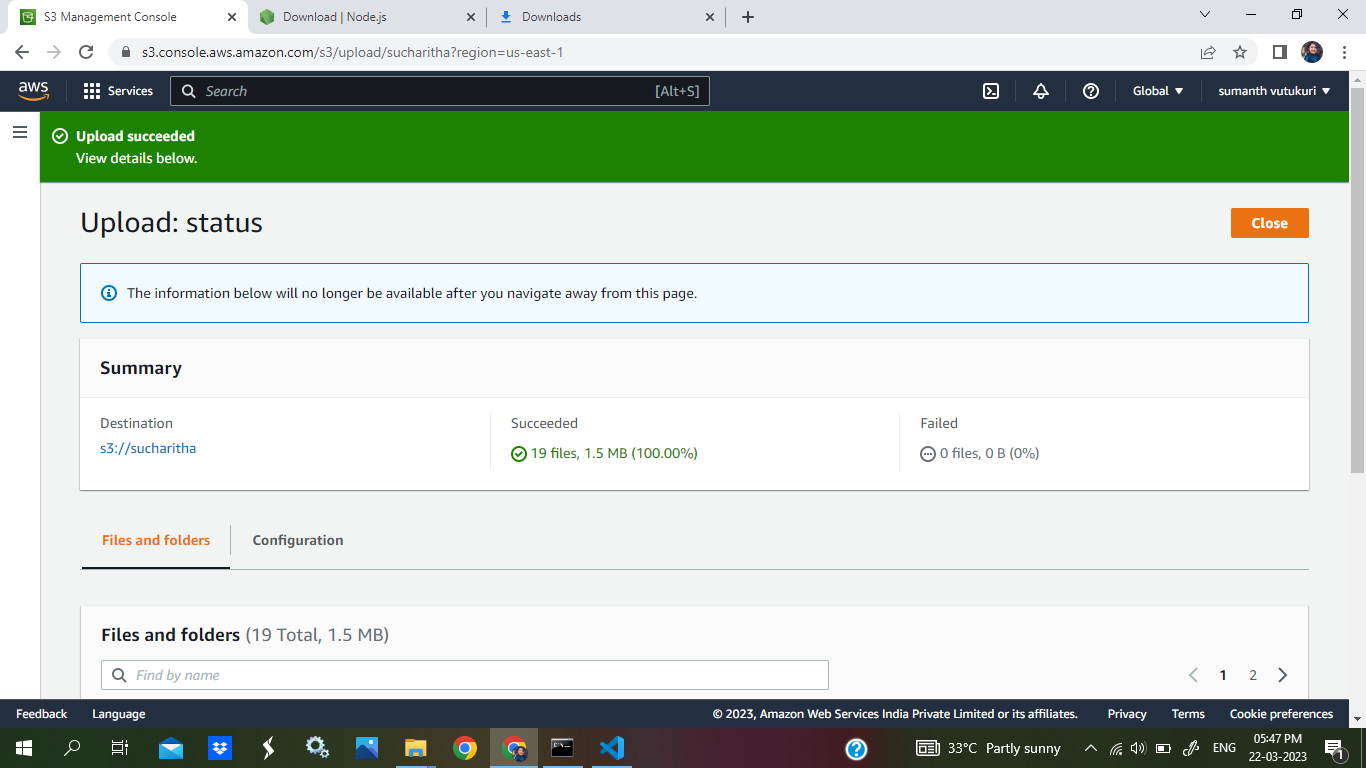 S3 Management Console
Download | Node.js
Downloads
s3.console.aws.amazon.com/s3/upload/sucharitha?region=us-east-1
aws
Services
Search
[Alt+S]
Global
sumanth vutukuri
Upload succeeded
View details below.
Upload: status
Close
The information below will no longer be available after you navigate away from this page.
Summary
Destination
s3://sucharitha
Succeeded
19 files, 1.5 MB (100.00%)
Failed
0 files, 0 B (0%)
Files and folders
Configuration
Files and folders (19 Total, 1.5 MB)
Find by name
1
2
Feedback
Language
© 2023, Amazon Web Services India Private Limited or its affiliates.
Privacy
Terms
Cookie preferences
33°C Partly sunny
ENG
05:47 PM
22-03-2023
1